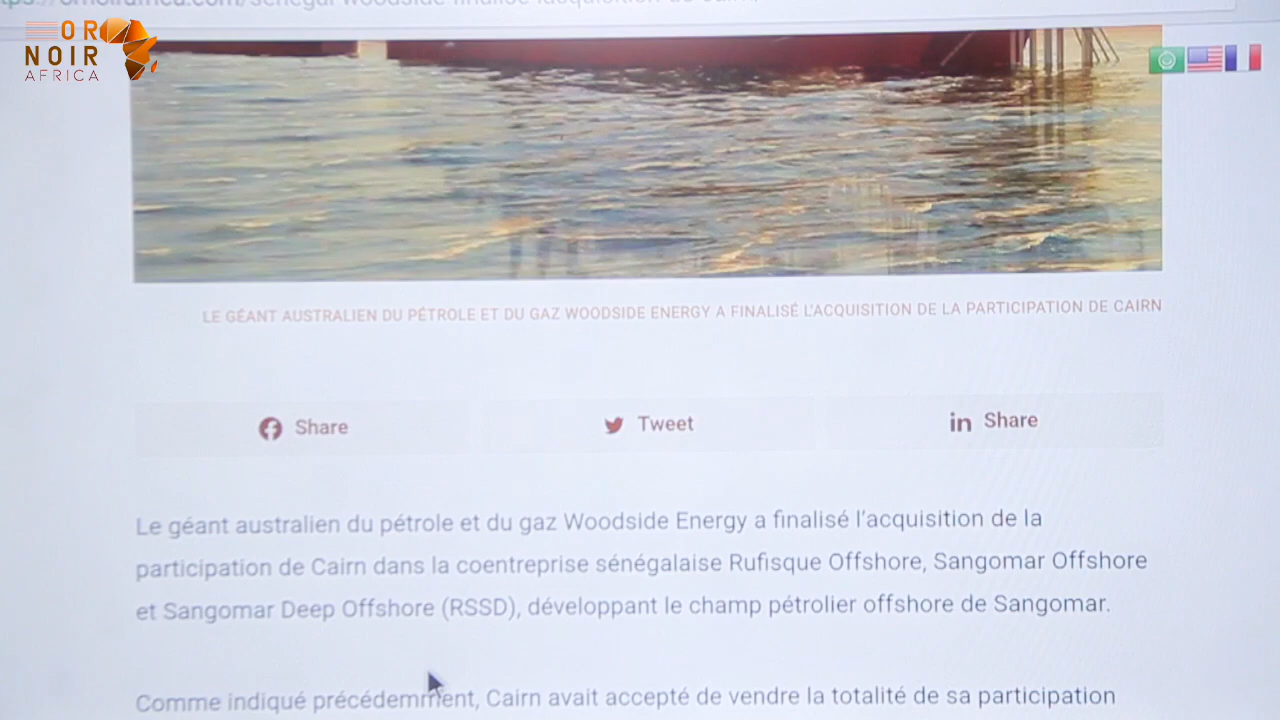 OR
NOIR
AFRICA
LE GÉANT AUSTRALIEN DU PÉTROLE ET DU GAZ WOODSIDE ENERGY A FINALISÉ L'ACQUISITION DE LA PARTICIPATION DE CAIRN
Share
Tweet
in Share
Le géant australien du pétrole et du gaz Woodside Energy a finalisé l'acquisition de la
participation de Cairn dans la coentreprise sénégalaise Rufisque Offshore, Sangomar Offshore
et Sangomar Deep Offshore (RSSD), développant le champ pétrolier offshore de Sangomar.
Comme indiqué précédemment, Cairn avait accepté de vendre la totalité de sa participation